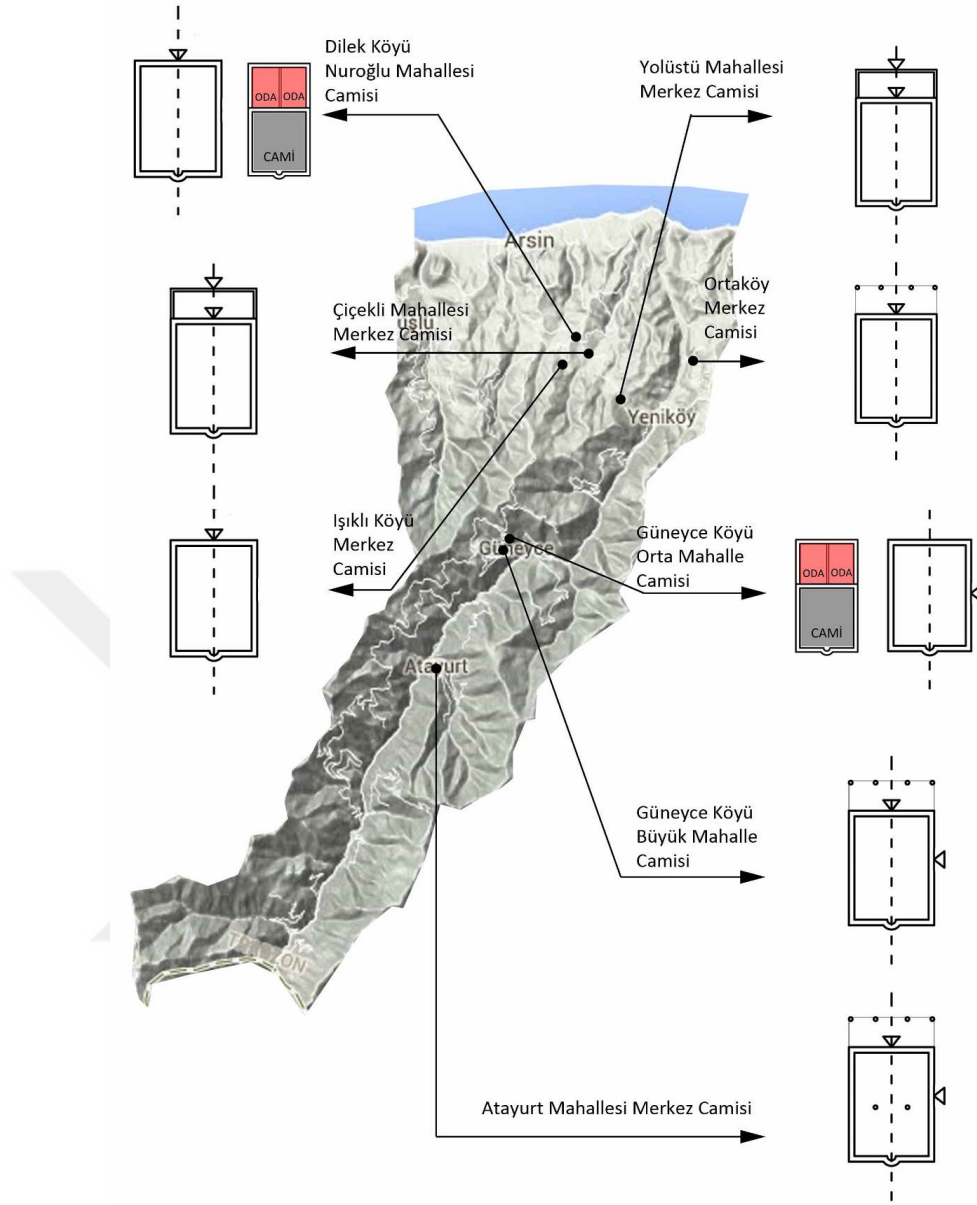 Dilek Köyü
Nuroğlu Mahallesi
Camisi
ODA ODA
CAMİ
Yolüstü Mahallesi
Merkez Camisi
Arsin
Çiçekli Mahallesi
Merkez Camisi
Ortaköy
Merkez
Camisi
uşlu
Yeniköy
Işıklı Köyü
Merkez
Camisi
Güneyce
Güneyce Köyü
Orta Mahalle
Camisi
ODA ODA
CAMİ
Atayurt
Güneyce Köyü
Büyük Mahalle
Camisi
TRABZON
Atayurt Mahallesi Merkez Camisi